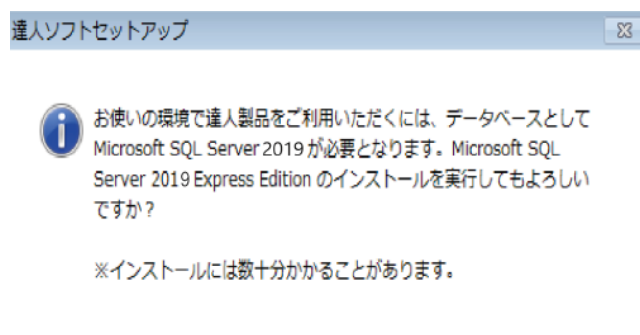 達人ソフトセットアップ
お使いの環境で達人製品をご利用いただくには、データベースとして
Microsoft SQL Server 2019 が必要となります。Microsoft SQL
Server 2019 Express Edition のインストールを実行してもよろしい
ですか？
※インストールには数十分かかることがあります。